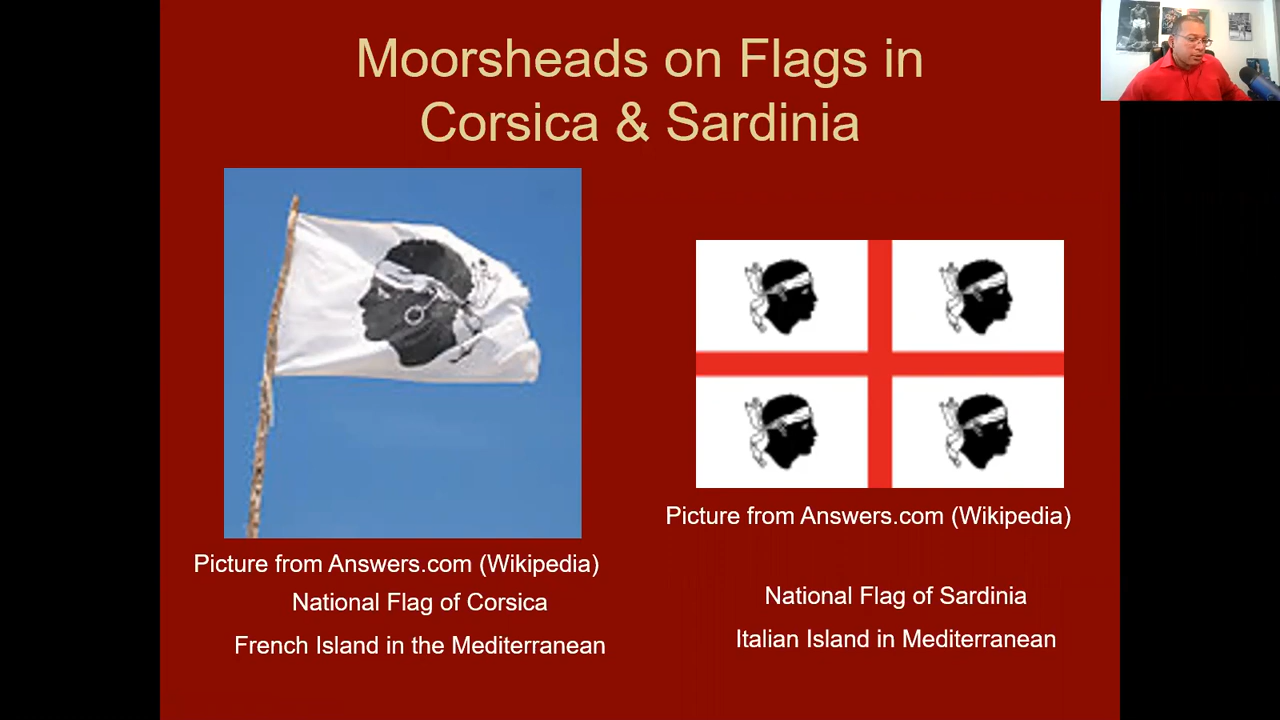 Moorsheads on Flags in
Corsica & Sardinia
Picture from Answers.com (Wikipedia)
National Flag of Corsica
French Island in the Mediterranean
Picture from Answers.com (Wikipedia)
National Flag of Sardinia
Italian Island in Mediterranean